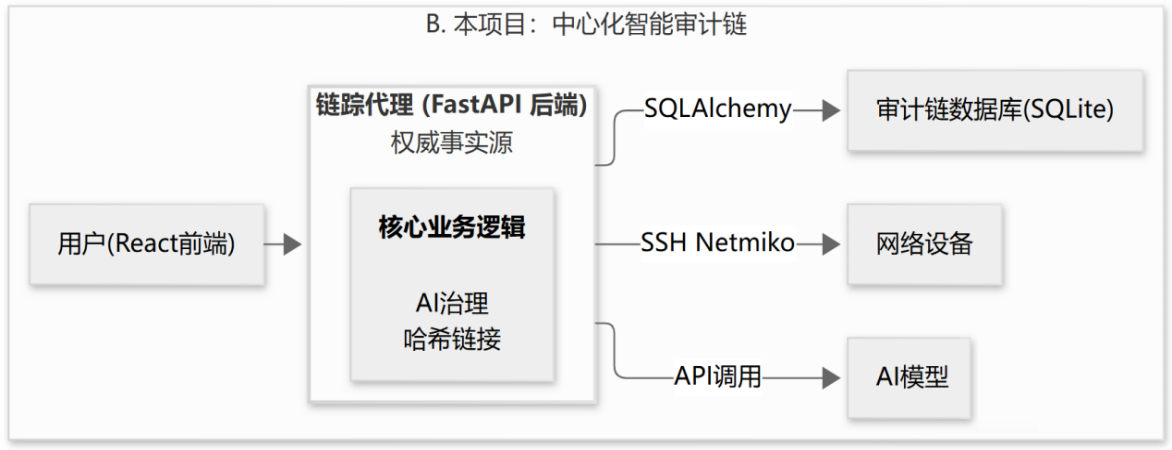 B. 本项目：中心化智能审计链
链踪代理 (FastAPI 后端)
权威事实源
核心业务逻辑
AI治理
哈希链接
用户(React前端)
SQLAlchemy
审计链数据库(SQLite)
SSH Netmiko
网络设备
API调用
AI模型